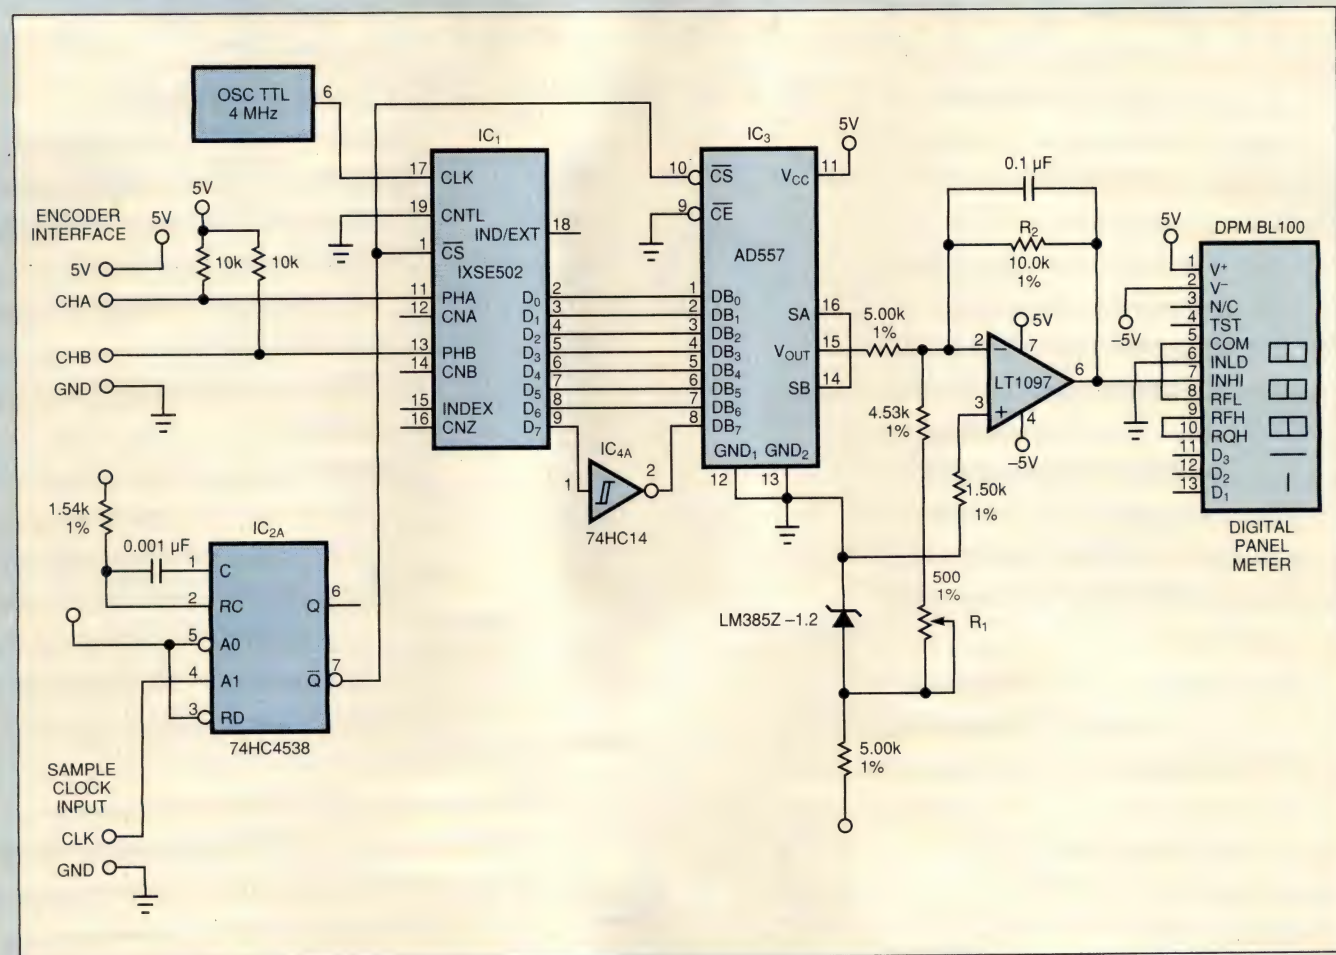 OSC TTL
4 MHz
6
5V
ENCODER
INTERFACE
5V
5V
CHA
CHB
GND
10k
10k
IC1
17 CLK
19 CNTL
IND/EXT 18
1 C̅S̅
IXSE502
11 PHA
12 CNA
13 PHB
14 CNB
15 INDEX
16 CNZ
D0 2
D1 3
D2 4
D3 5
D4 6
D5 7
D6 8
D7 9
IC4A
1
2
74HC14
IC3
10 C̅S̅
9 C̅E̅
VCC 11
5V
AD557
1 DB0
2 DB1
3 DB2
4 DB3
5 DB4
6 DB5
7 DB6
8 DB7
SA 16
VOUT 15
SB 14
GND1 GND2
12 13
5.00k
1%
4.53k
1%
0.1 µF
R2
10.0k
1%
5V
7
2 −
LT1097
6
3 +
4
−5V
1.50k
1%
500
1%
R1
LM385Z –1.2
5.00k
1%
5V
−5V
DPM BL100
1 V+
2 V−
3 N/C
4 TST
5 COM
6 INLD
7 INHI
8 RFL
9 RFH
10 RQH
11 D3
12 D2
13 D1
DIGITAL
PANEL
METER
1.54k
1%
0.001 µF
IC2A
1 C
2 RC
5 A0
4 A1
3 RD
Q 6
Q̅ 7
74HC4538
SAMPLE
CLOCK
INPUT
CLK
GND